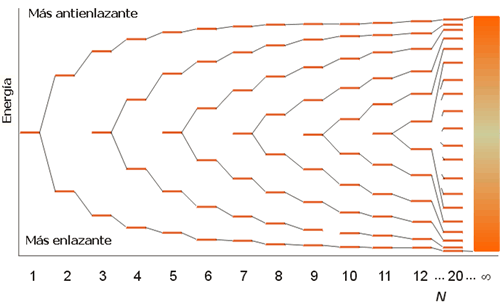 Más antienlazante
Energía
Más enlazante
1 2 3 4 5 6 7 8 9 10 11 12 ... 20 ... ∞
N